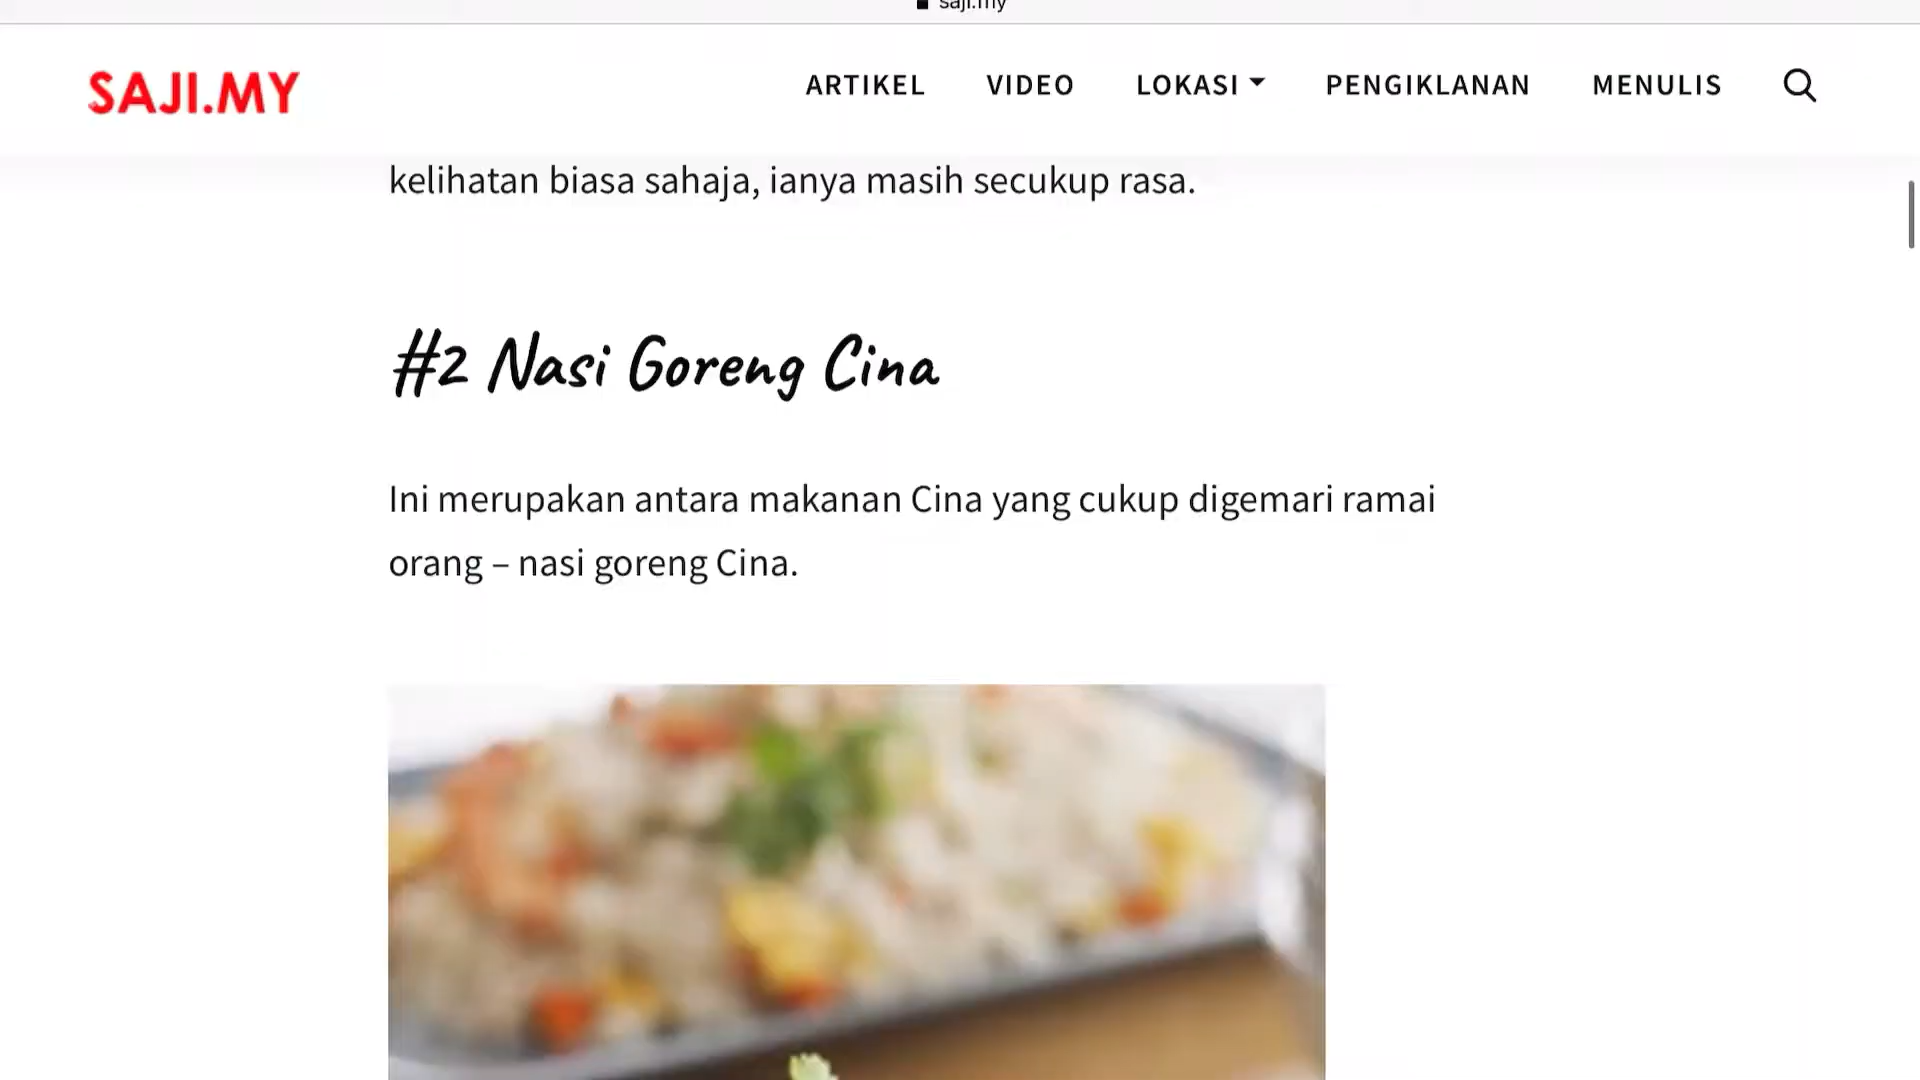 saji.my
SAJI.MY
ARTIKEL
VIDEO
LOKASI
PENGIKLANAN
MENULIS
kelihatan biasa sahaja, ianya masih secukup rasa.
#2 Nasi Goreng Cina
Ini merupakan antara makanan Cina yang cukup digemari ramai
orang – nasi goreng Cina.